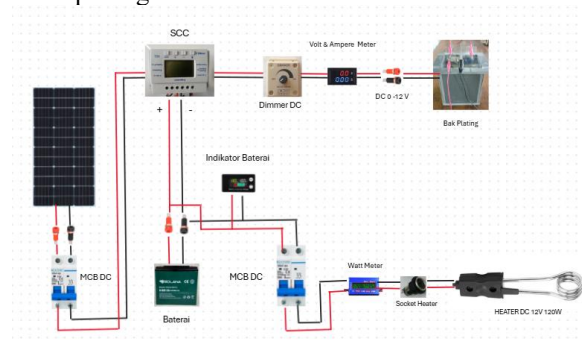 SCC
Volt & Ampere Meter
Dimmer DC
DC 0 -12 V
Bak Plating
+ -
Indikator Baterai
MCB DC
Baterai
MCB DC
Watt Meter
Socket Heater
HEATER DC 12V 120W